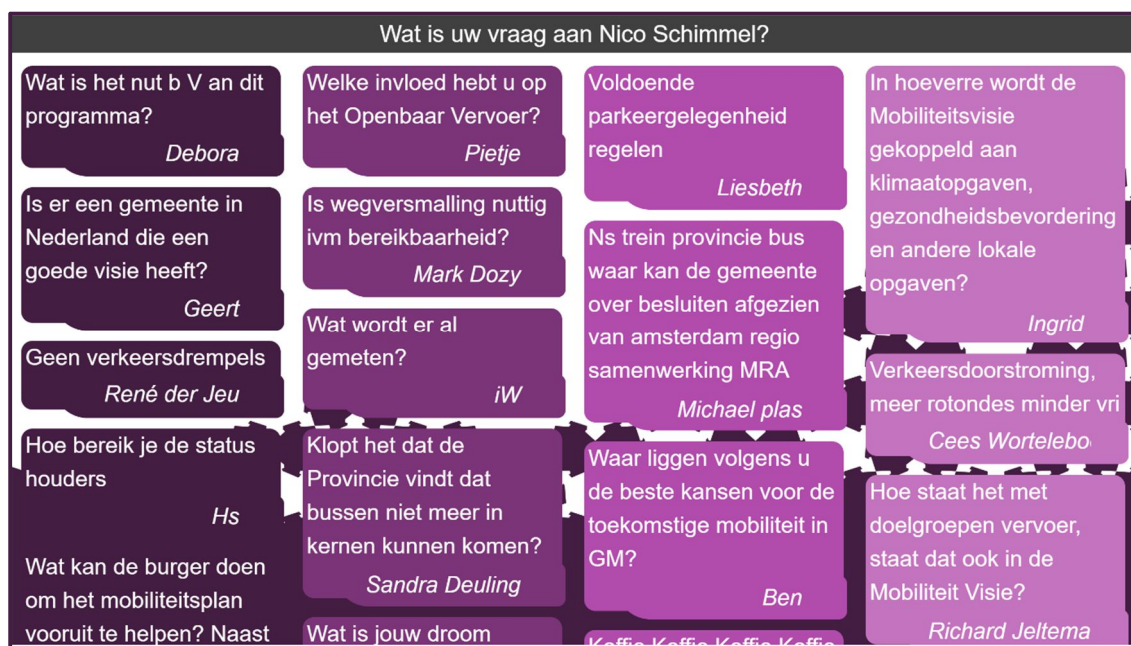 Wat is uw vraag aan Nico Schimmel?
Wat is het nut b V an dit
programma?
Debora
Is er een gemeente in
Nederland die een
goede visie heeft?
Geert
Geen verkeersdrempels
René der Jeu
Hoe bereik je de status
houders
Hs
Wat kan de burger doen
om het mobiliteitsplan
vooruit te helpen? Naast
Welke invloed hebt u op
het Openbaar Vervoer?
Pietje
Is wegversmalling nuttig
ivm bereikbaarheid?
Mark Dozy
Wat wordt er al
gemeten?
iW
Klopt het dat de
Provincie vindt dat
bussen niet meer in
kernen kunnen komen?
Sandra Deuling
Wat is jouw droom
Voldoende
parkeergelegenheid
regelen
Liesbeth
Ns trein provincie bus
waar kan de gemeente
over besluiten afgezien
van amsterdam regio
samenwerking MRA
Michael plas
Waar liggen volgens u
de beste kansen voor de
toekomstige mobiliteit in
GM?
Ben
Koffie Koffie Koffie Koffie
In hoeverre wordt de
Mobiliteitsvisie
gekoppeld aan
klimaatopgaven,
gezondheidsbevordering
en andere lokale
opgaven?
Ingrid
Verkeersdoorstroming,
meer rotondes minder vri
Cees Wortelebo
Hoe staat het met
doelgroepen vervoer,
staat dat ook in de
Mobiliteit Visie?
Richard Jeltema